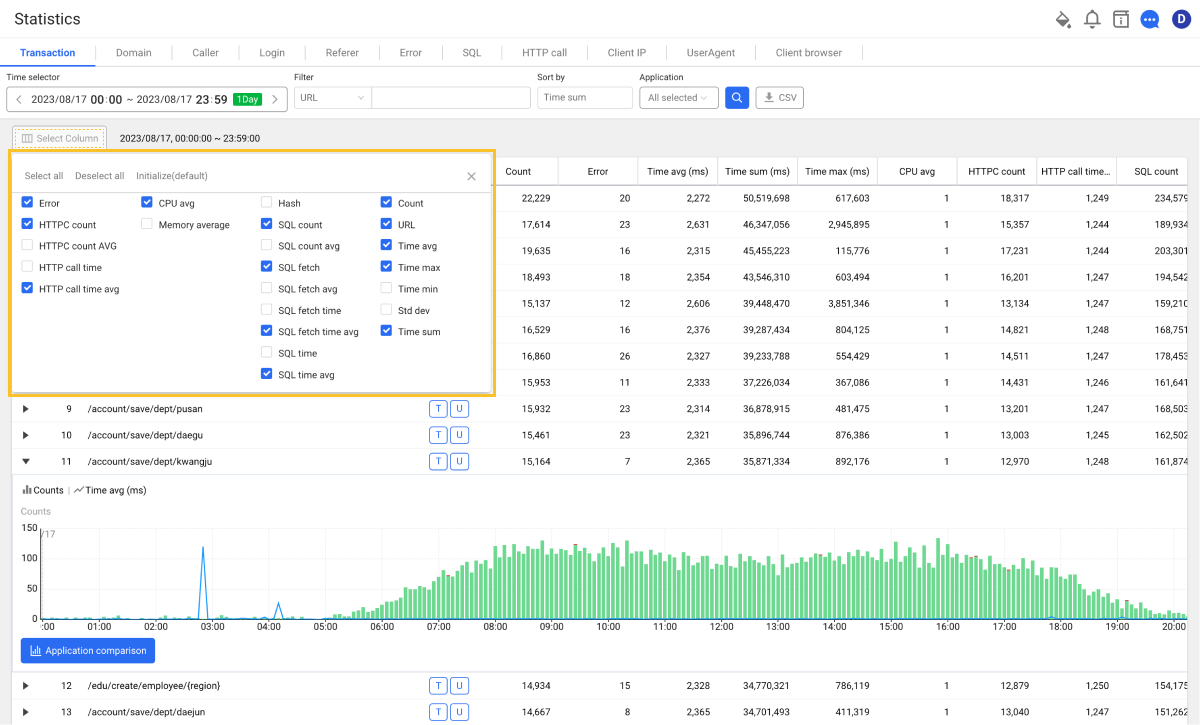 Statistics
D
Transaction Domain Caller Login Referer Error SQL HTTP call Client IP UserAgent Client browser
Time selector Filter Sort by Application
2023/08/17 00:00 ~ 2023/08/17 23:59 1Day URL Time sum All selected CSV
Select Column 2023/08/17, 00:00:00 ~ 23:59:00
Count Error Time avg (ms) Time sum (ms) Time max (ms) CPU avg HTTPC count HTTP call time... SQL count
Select all Deselect all Initialize(default)
Error CPU avg Hash Count
HTTPC count Memory average SQL count URL
HTTPC count AVG SQL count avg Time avg
HTTP call time SQL fetch Time max
HTTP call time avg SQL fetch avg Time min
SQL fetch time Std dev
SQL fetch time avg Time sum
SQL time
SQL time avg
22,229 20 2,272 50,519,698 617,603 1 18,317 1,249 234,579
17,614 23 2,631 46,347,056 2,945,895 1 15,357 1,244 189,934
19,635 16 2,315 45,455,223 115,776 1 17,231 1,244 203,301
18,493 18 2,354 43,546,310 603,494 1 16,201 1,247 194,542
15,137 12 2,606 39,448,470 3,851,346 1 13,134 1,247 159,210
16,529 16 2,376 39,287,434 804,125 1 14,821 1,248 168,751
16,860 26 2,327 39,233,788 554,429 1 14,511 1,247 178,453
15,953 11 2,333 37,226,034 367,086 1 14,431 1,246 161,641
9 /account/save/dept/pusan T U 15,932 23 2,314 36,878,915 481,475 1 13,201 1,247 168,503
10 /account/save/dept/daegu T U 15,461 23 2,321 35,896,744 876,386 1 13,003 1,245 162,502
11 /account/save/dept/kwangju T U 15,164 7 2,365 35,871,334 892,176 1 12,970 1,248 161,874
Counts | Time avg (ms)
Counts
150
/17
100
50
0
:00 01:00 02:00 03:00 04:00 05:00 06:00 07:00 08:00 09:00 10:00 11:00 12:00 13:00 14:00 15:00 16:00 17:00 18:00 19:00 20:00
Application comparison
12 /edu/create/employee/{region} T U 14,934 15 2,328 34,770,321 786,119 1 12,879 1,250 154,175
13 /account/save/dept/daejun T U 14,667 8 2,365 34,701,493 411,319 1 13,040 1,247 151,262